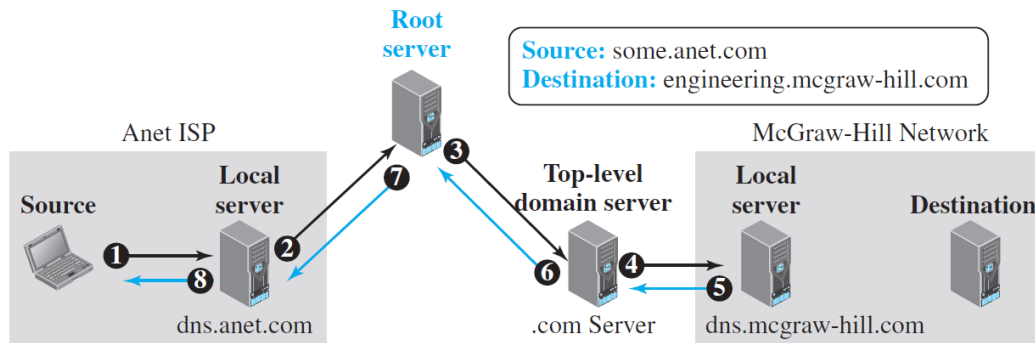 Root
server
Source: some.anet.com
Destination: engineering.mcgraw-hill.com
Anet ISP
McGraw-Hill Network
Source
Local
server
Top-level
domain server
Local
server
Destination
1
2
3
4
5
6
7
8
dns.anet.com
.com Server
dns.mcgraw-hill.com